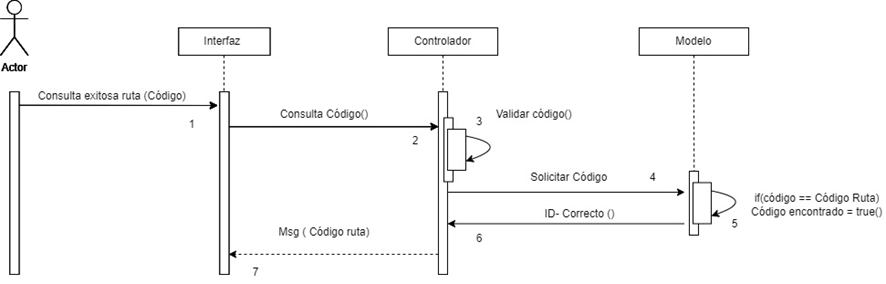 Interfaz
Controlador
Modelo
Actor
Consulta exitosa ruta (Código)
1
Consulta Código()
2
3
Validar código()
Solicitar Código
4
if(código == Código Ruta)
Código encontrado = true()
5
ID- Correcto ()
6
Msg ( Código ruta)
7